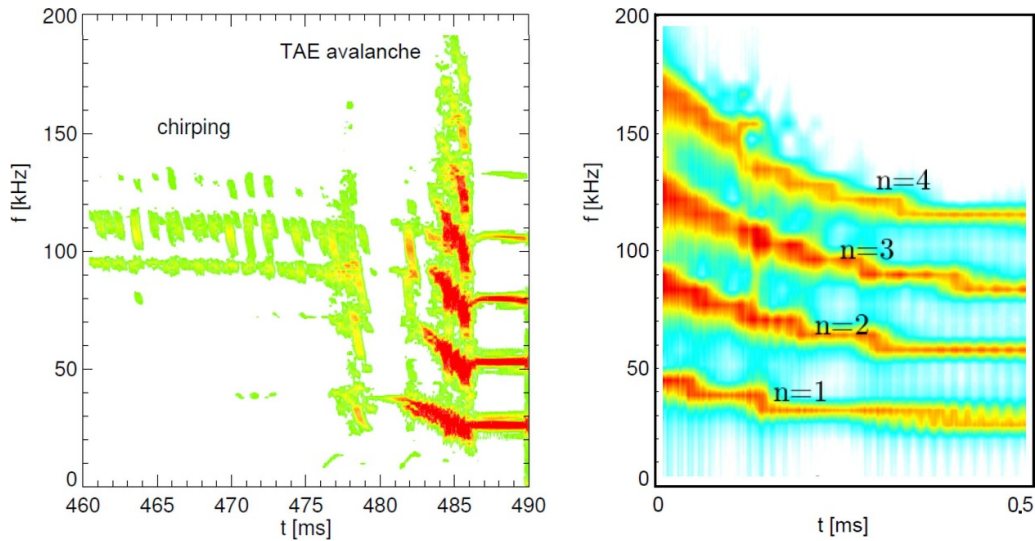 200
150
100
50
0
f [kHz]
TAE avalanche
chirping
460 465 470 475 480 485 490
t [ms]
200
150
100
50
0
f [kHz]
n=4
n=3
n=2
n=1
0 0.5
t [ms]